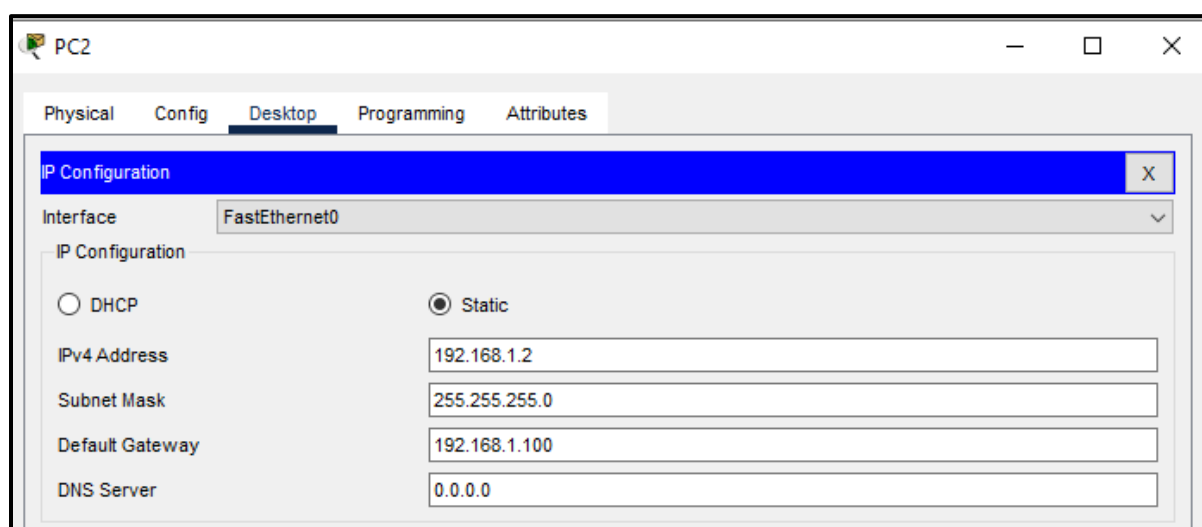 PC2
Physical Config Desktop Programming Attributes
IP Configuration X
Interface FastEthernet0
IP Configuration
DHCP Static
IPv4 Address 192.168.1.2
Subnet Mask 255.255.255.0
Default Gateway 192.168.1.100
DNS Server 0.0.0.0